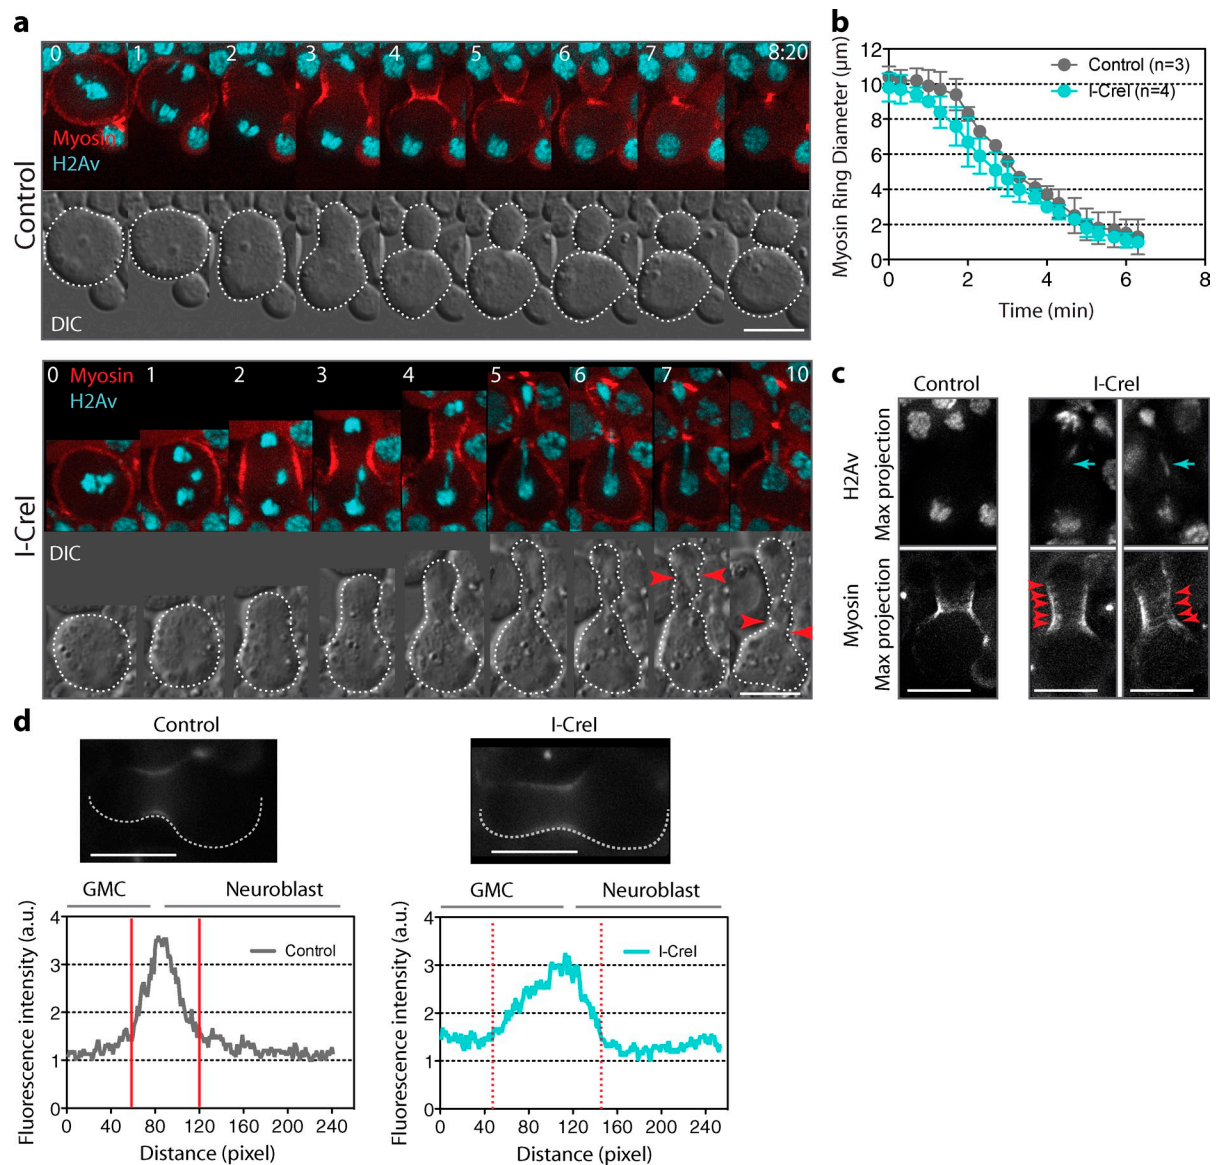 a
Control
0 1 2 3 4 5 6 7 8:20
Myosin
H2Av
DIC
I-CreI
0 1 2 3 4 5 6 7 10
Myosin
H2Av
DIC
b
Myosin Ring Diameter (µm)
12
10
8
6
4
2
0
Control (n=3)
I-CreI (n=4)
0 2 4 6 8
Time (min)
c
Control I-CreI
H2Av
Max projection
Myosin
Max projection
d
Control
GMC Neuroblast
Fluorescence intensity (a.u.)
4
3
2
1
0
Control
0 40 80 120 160 200 240
Distance (pixel)
I-CreI
GMC Neuroblast
Fluorescence intensity (a.u.)
4
3
2
1
0
I-CreI
0 40 80 120 160 200 240
Distance (pixel)